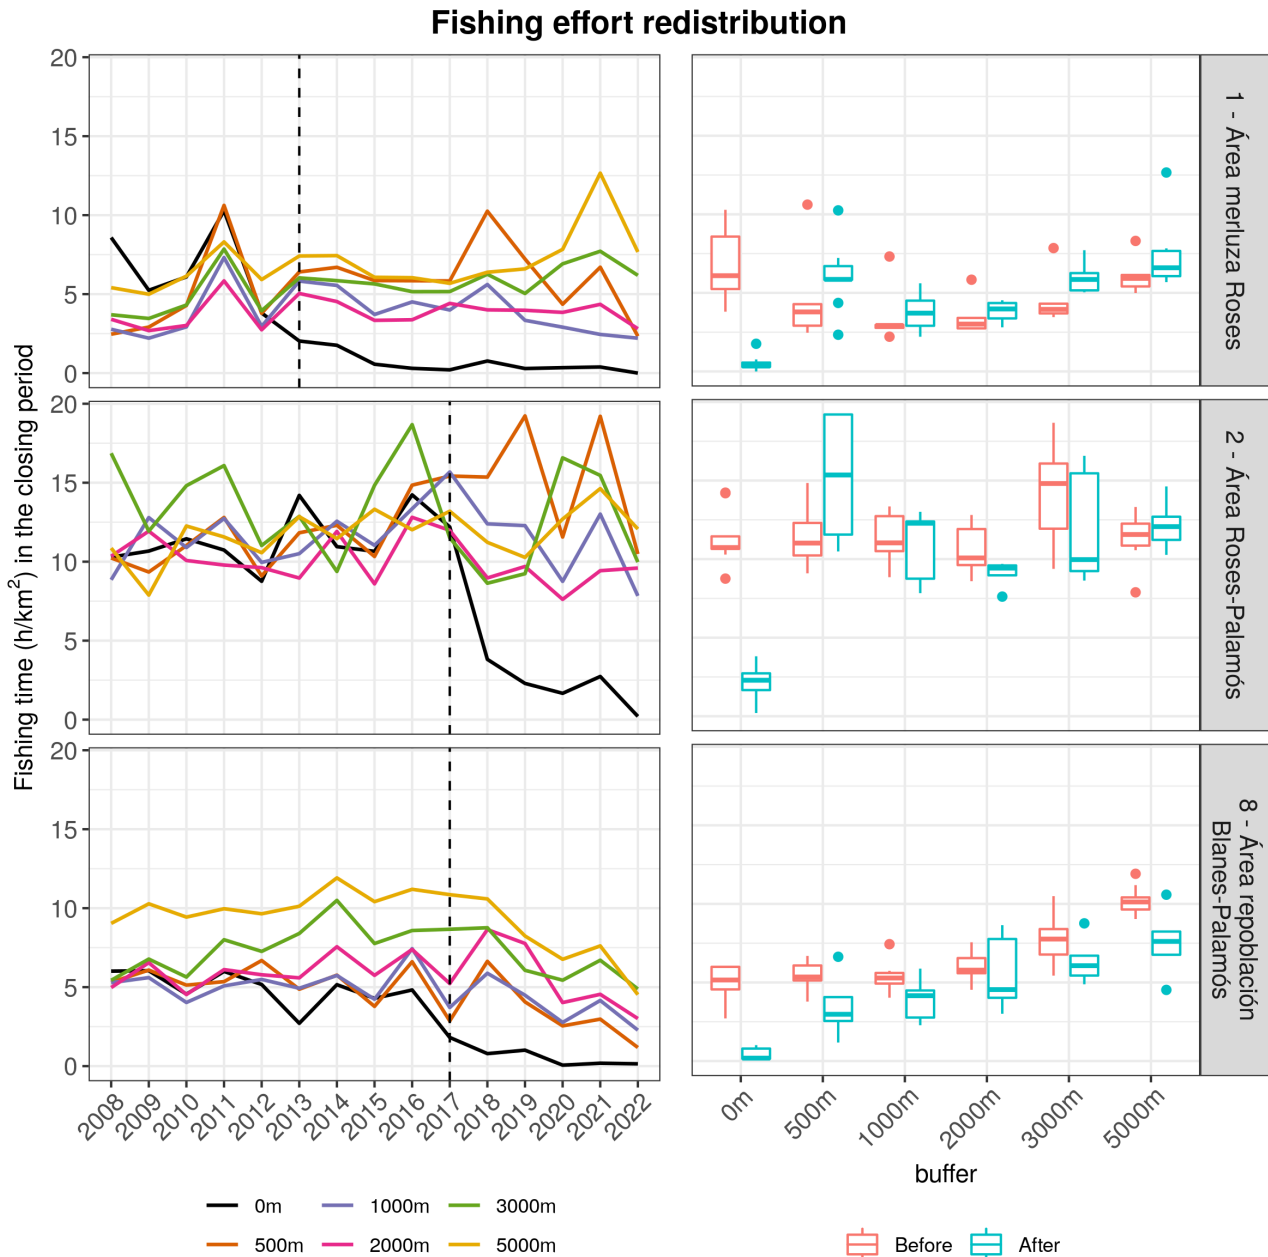 Fishing effort redistribution
Fishing time (h/km²) in the closing period
20
15
10
5
0
20
15
10
5
0
20
15
10
5
0
2008
2009
2010
2011
2012
2013
2014
2015
2016
2017
2018
2019
2020
2021
2022
1 - Área merluza Roses
2 - Área Roses-Palamós
8 - Área repoblación
Blanes-Palamós
0m
500m
1000m
2000m
3000m
5000m
buffer
0m
1000m
3000m
500m
2000m
5000m
Before
After